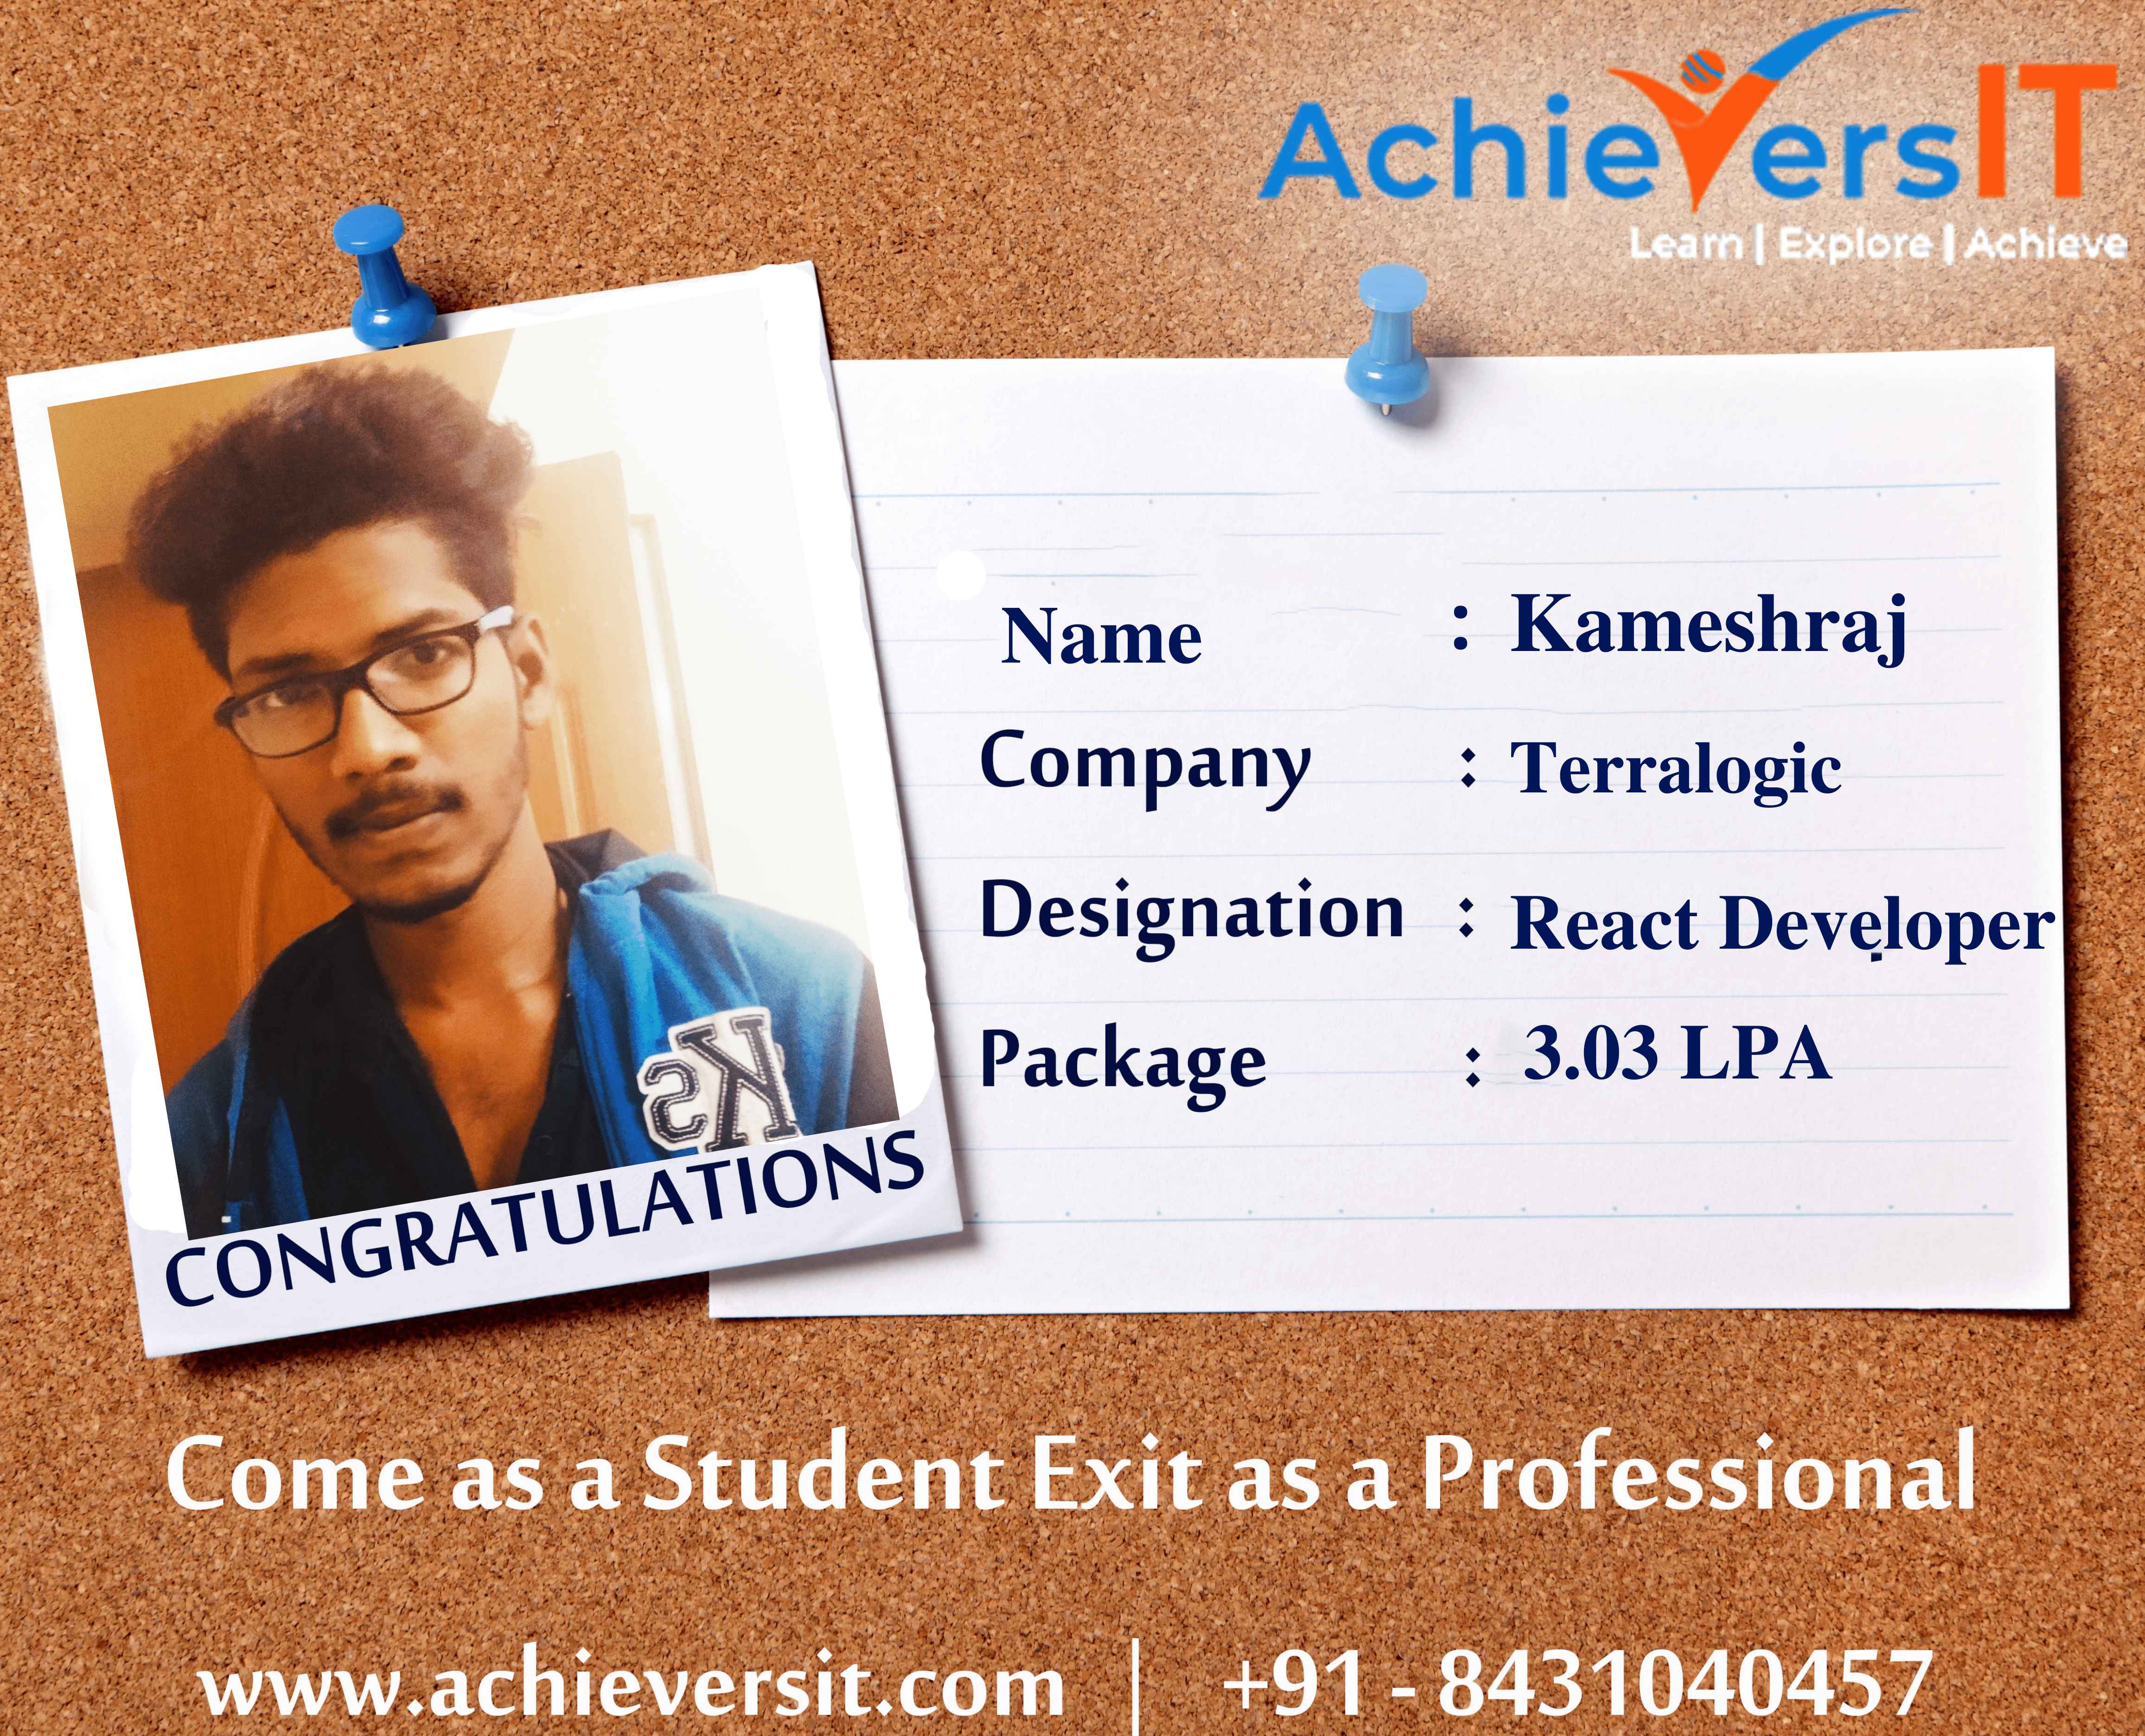 AchieversIT
Learn | Explore | Achieve
Name : Kameshraj
Company : Terralogic
Designation : React Developer
Package : 3.03 LPA
Ks
CONGRATULATIONS
Come as a Student Exit as a Professional
www.achieversit.com | +91 - 8431040457